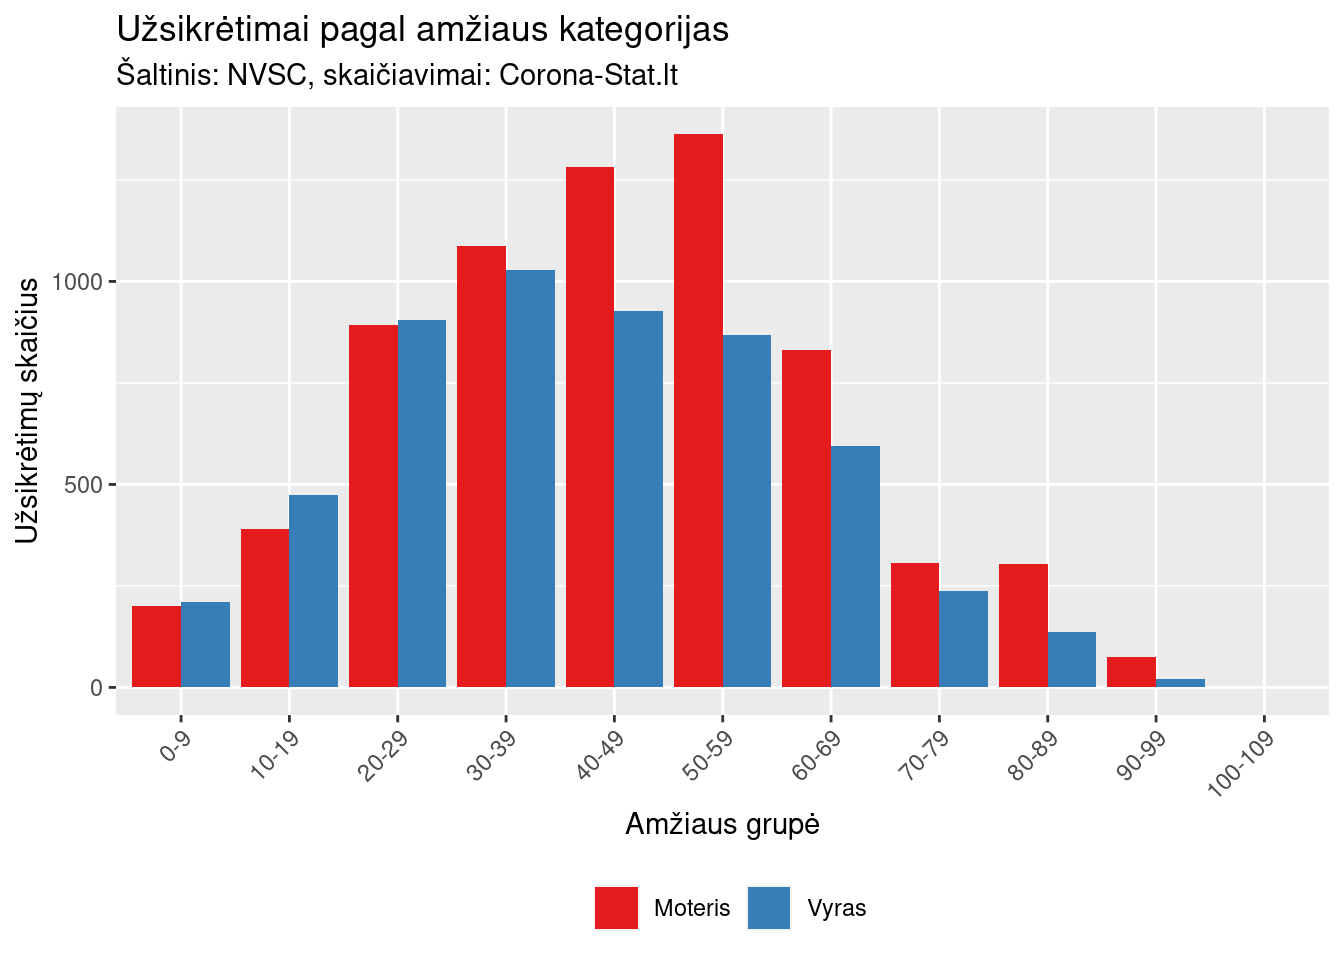 Užsikrėtimai pagal amžiaus kategorijas
Šaltinis: NVSC, skaičiavimai: Corona-Stat.lt
Užsikrėtimų skaičius
1000
500
0
0-9
10-19
20-29
30-39
40-49
50-59
60-69
70-79
80-89
90-99
100-109
Amžiaus grupė
Moteris
Vyras